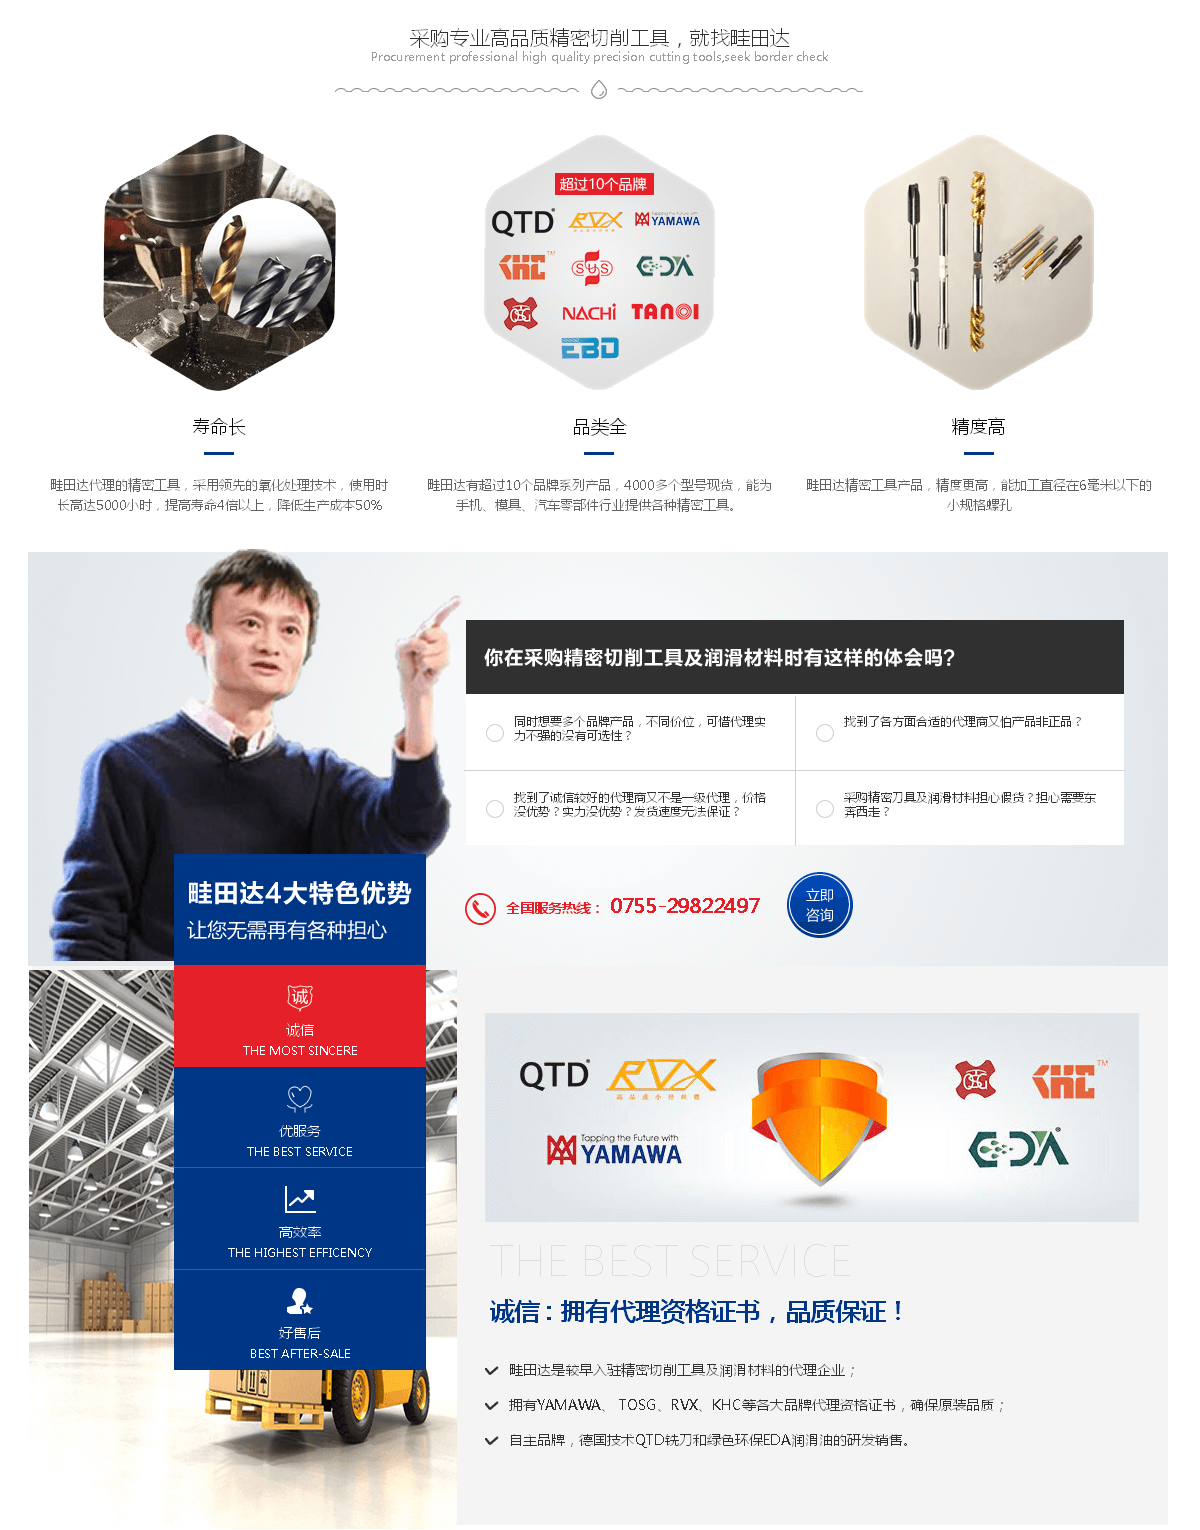 采购专业高品质精密切削工具，就找畦田达
Procurement professional high quality precision cutting tools,seek border check
超过10个品牌
QTD®
RVX
Tapping the Future with
YAMAWA
KHC™
SUS
EDA
NACHI
TANOI
EBD
寿命长
品类全
精度高
畦田达代理的精密工具，采用领先的氧化处理技术，使用时
长高达5000小时，提高寿命4倍以上，降低生产成本50%
畦田达有超过10个品牌系列产品，4000多个型号现货，能为
手机、模具、汽车零部件行业提供各种精密工具。
畦田达精密工具产品，精度更高，能加工直径在6毫米以下的
小规格螺孔
你在采购精密切削工具及润滑材料时有这样的体会吗？
同时想要多个品牌产品，不同价位，可惜代理实
力不强的没有可选性？
找到了各方面合适的代理商又怕产品非正品？
找到了诚信较好的代理商又不是一级代理，价格
没优势？实力没优势？发货速度无法保证？
采购精密刀具及润滑材料担心假货？担心需要东
奔西走？
全国服务热线： 0755-29822497
立即
咨询
畦田达4大特色优势
让您无需再有各种担心
诚
诚信
THE MOST SINCERE
优服务
THE BEST SERVICE
高效率
THE HIGHEST EFFICENCY
好售后
BEST AFTER-SALE
QTD®
RVX
KHC™
Tapping the Future with
YAMAWA
EDA
THE BEST SERVICE
诚信：拥有代理资格证书，品质保证！
畦田达是较早入驻精密切削工具及润滑材料的代理企业；
拥有YAMAWA、 TOSG、RVX、KHC等各大品牌代理资格证书，确保原装品质；
自主品牌，德国技术QTD铣刀和绿色环保EDA润滑油的研发销售。